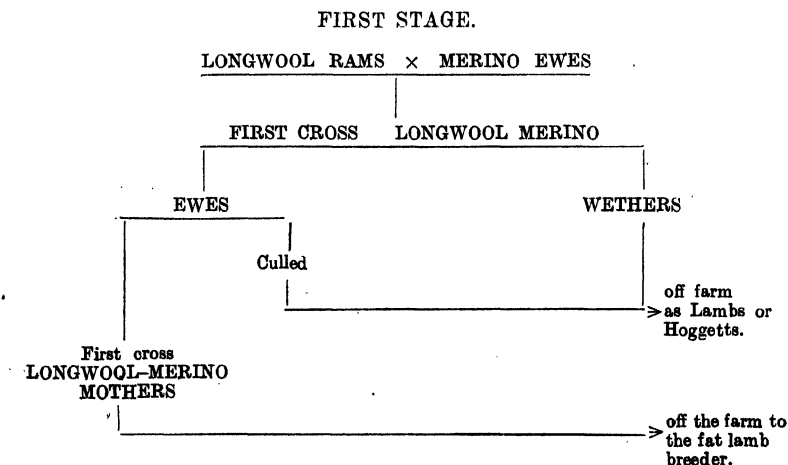 FIRST STAGE.
LONGWOOL RAMS × MERINO EWES
FIRST CROSS LONGWOOL MERINO
EWES WETHERS
Culled
off farm
as Lambs or
Hoggetts.
First cross
LONGWOOL-MERINO
MOTHERS
off the farm to
the fat lamb
breeder.